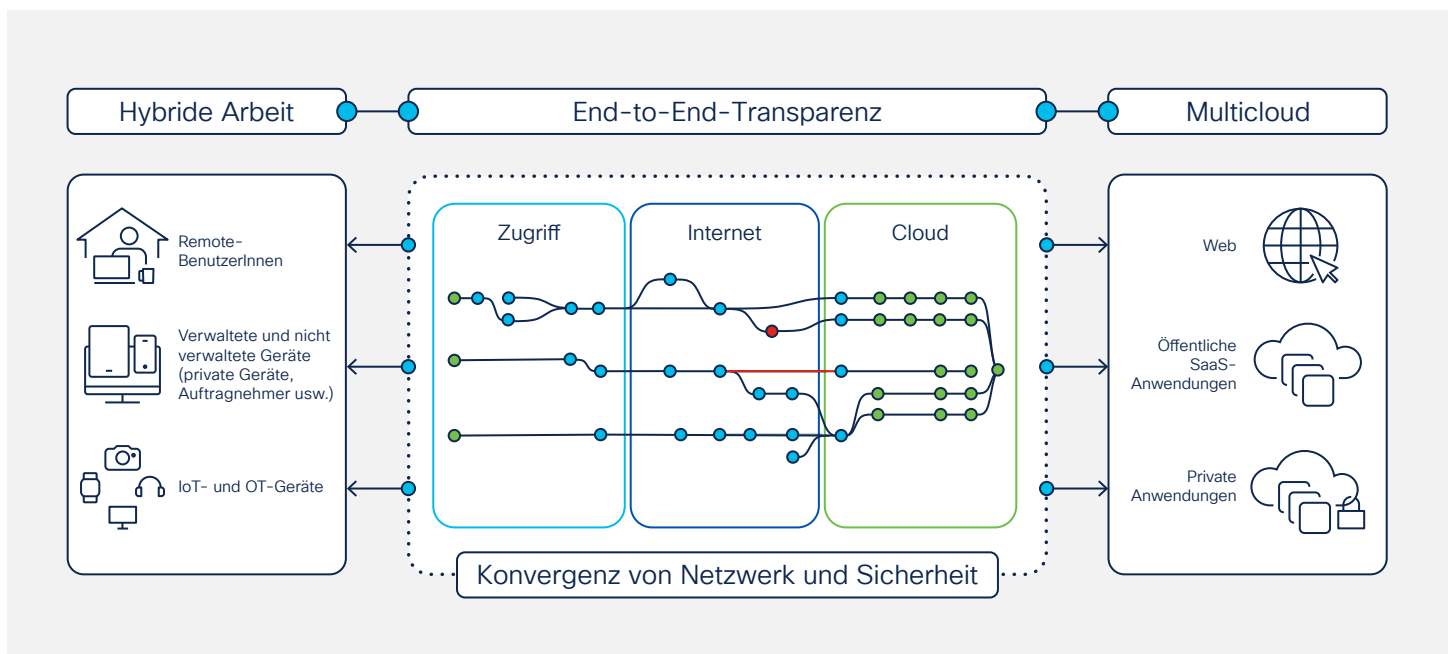 Hybride Arbeit
End-to-End-Transparenz
Multicloud
Remote-
BenutzerInnen
Verwaltete und nicht
verwaltete Geräte
(private Geräte,
Auftragnehmer usw.)
IoT- und OT-Geräte
Zugriff
Internet
Cloud
Konvergenz von Netzwerk und Sicherheit
Web
Öffentliche
SaaS-
Anwendungen
Private
Anwendungen